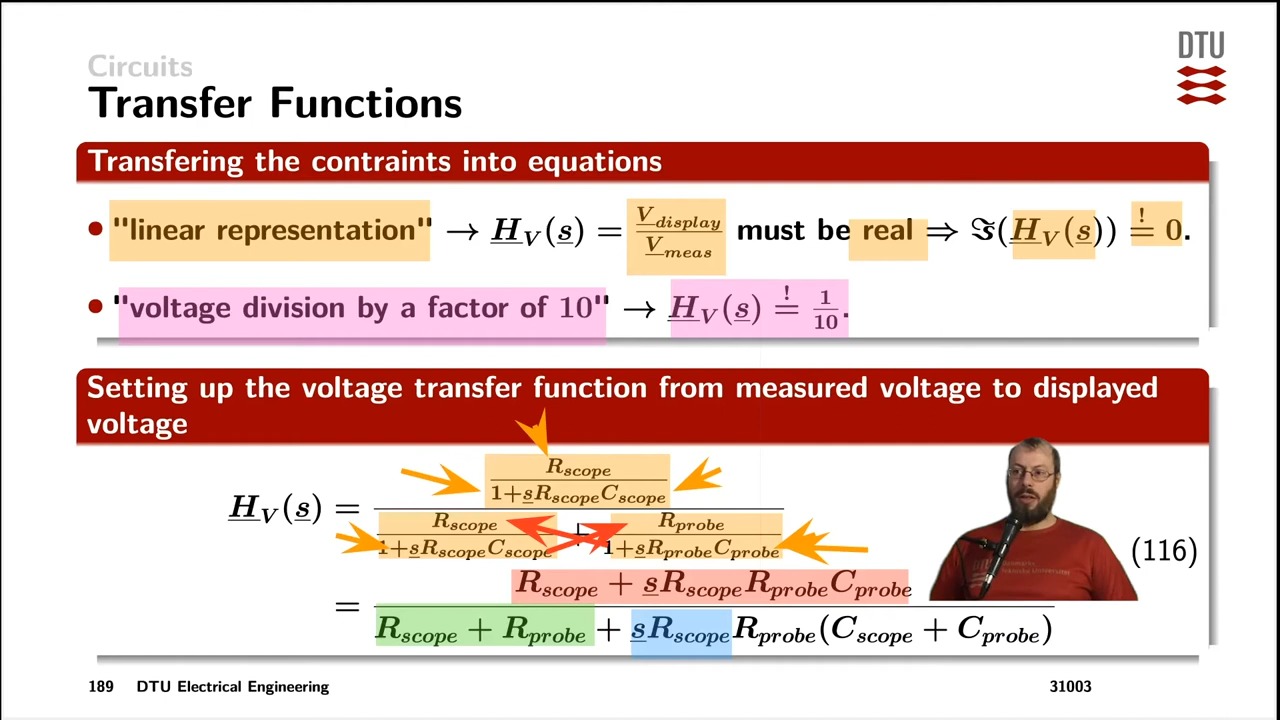 Circuits
DTU
Transfer Functions
Transfering the contraints into equations
• "linear representation" → H_V(s) = V_display / V_meas must be real ⇒ ℑ(H_V(s)) =! 0.
• "voltage division by a factor of 10" → H_V(s) =! 1/10.
Setting up the voltage transfer function from measured voltage to displayed
voltage
H_V(s) = (R_scope / (1+sR_scopeC_scope)) / (R_scope / (1+sR_scopeC_scope) + R_probe / (1+sR_probeC_probe))
(116)
= (R_scope + sR_scopeR_probeC_probe) / (R_scope + R_probe + sR_scopeR_probe(C_scope + C_probe))
189 DTU Electrical Engineering 31003